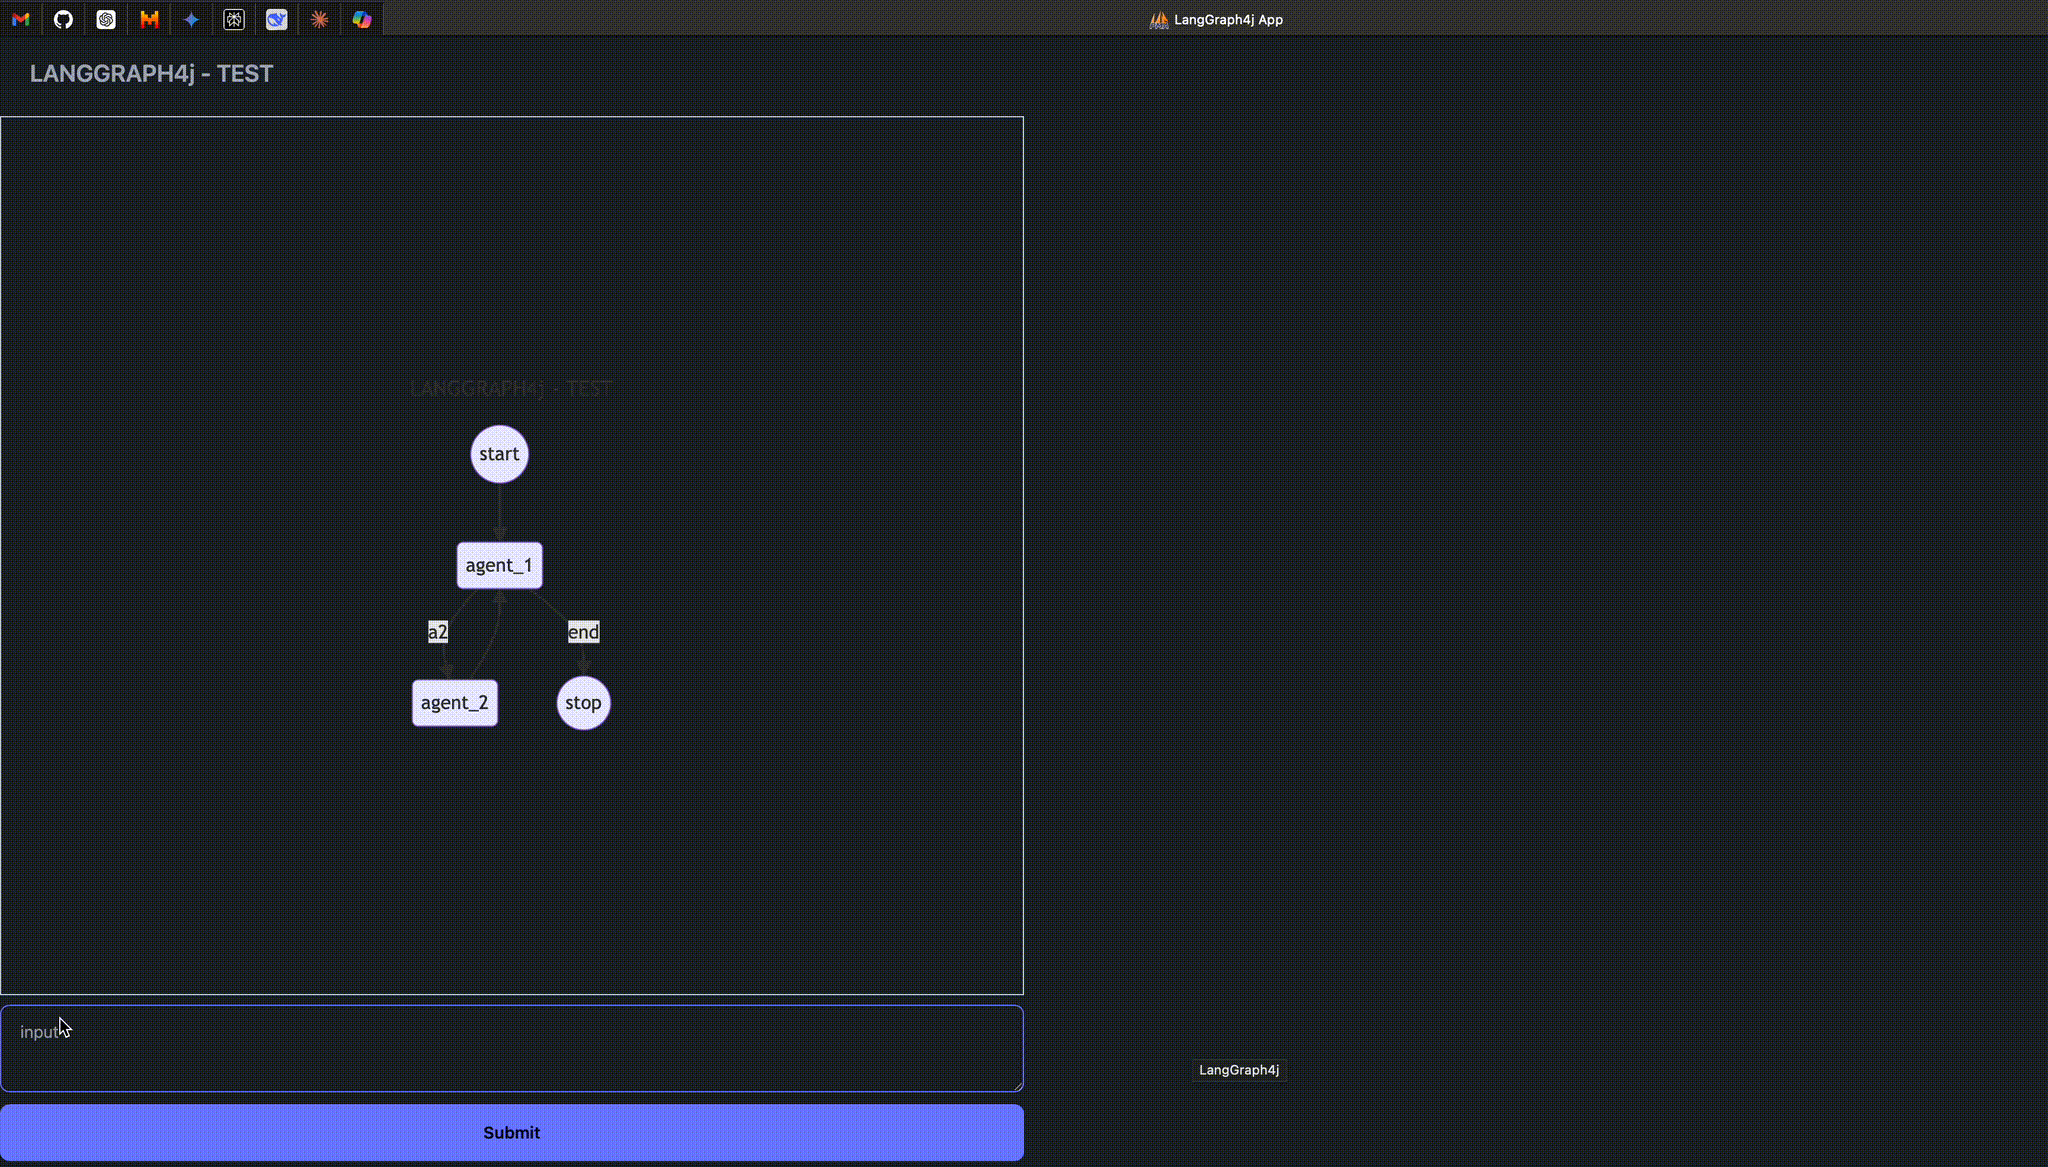 LangGraph4j App
LANGGRAPH4j - TEST
LANGGRAPH4j - TEST
start
agent_1
a2
end
agent_2
stop
input
LangGraph4j
Submit